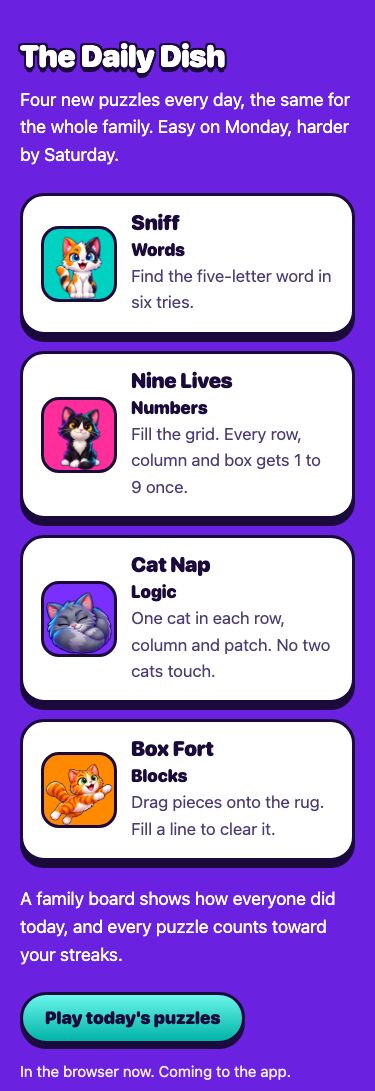 The Daily Dish
Four new puzzles every day, the same for
the whole family. Easy on Monday, harder
by Saturday.
Sniff
Words
Find the five-letter word in
six tries.
Nine Lives
Numbers
Fill the grid. Every row,
column and box gets 1 to
9 once.
Cat Nap
Logic
One cat in each row,
column and patch. No two
cats touch.
Box Fort
Blocks
Drag pieces onto the rug.
Fill a line to clear it.
A family board shows how everyone did
today, and every puzzle counts toward
your streaks.
Play today's puzzles
In the browser now. Coming to the app.